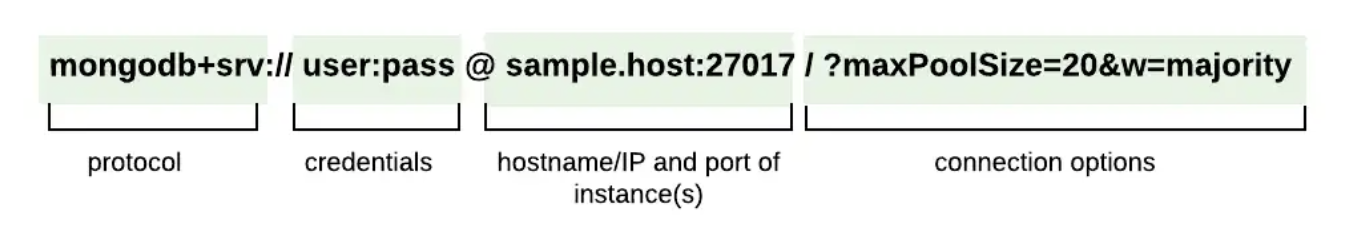 mongodb+srv:// user:pass @ sample.host:27017 / ?maxPoolSize=20&w=majority
protocol credentials hostname/IP and port of connection options
instance(s)